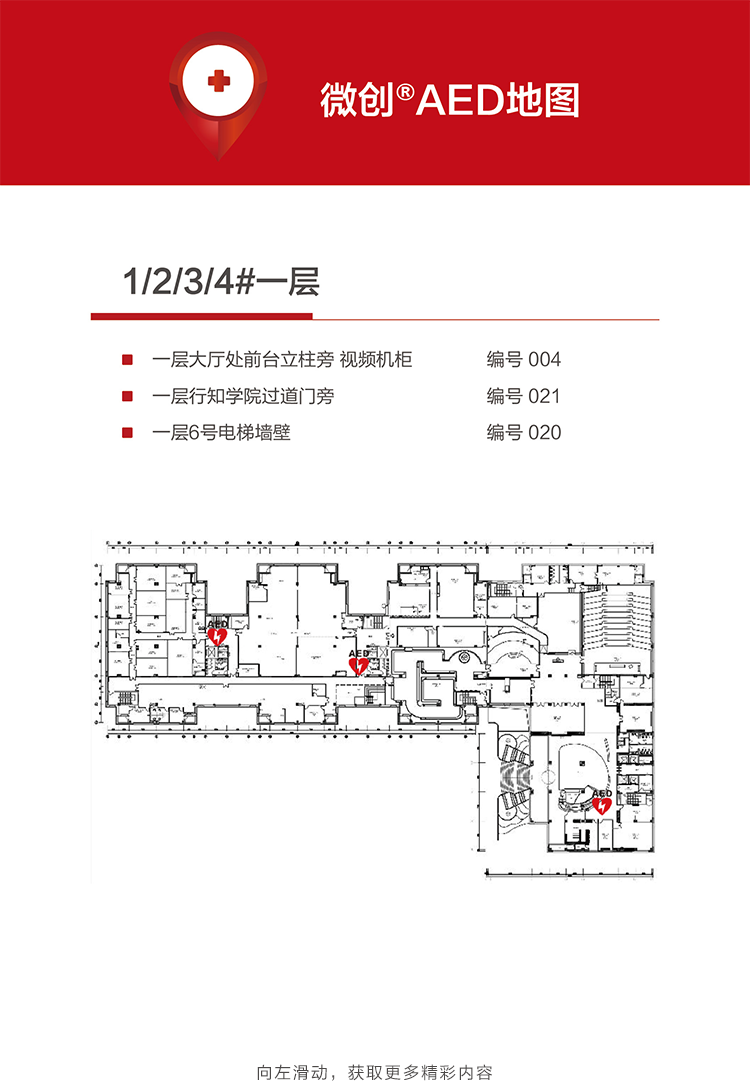 微创®AED地图
1/2/3/4#一层
一层大厅处前台立柱旁 视频机柜 编号 004
一层行知学院过道门旁 编号 021
一层6号电梯墙壁 编号 020
AED
AED
AED
向左滑动，获取更多精彩内容